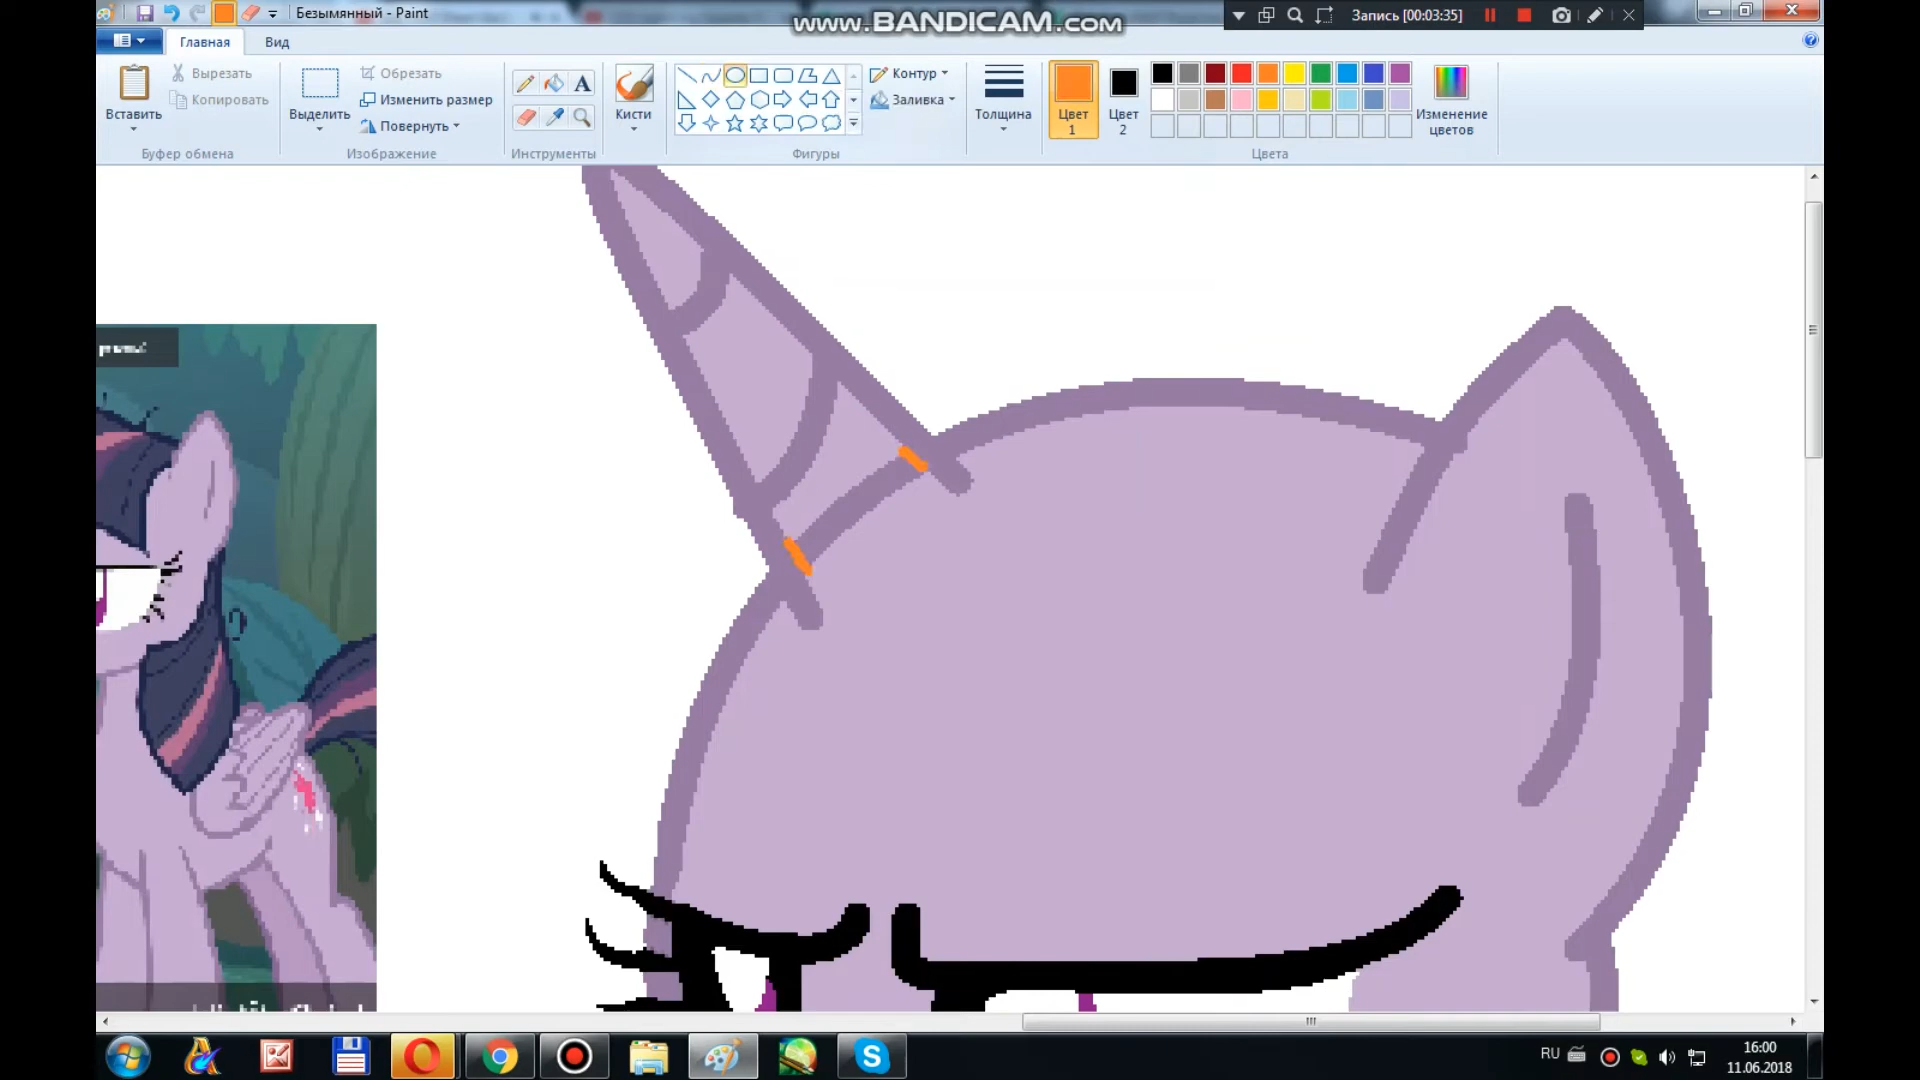 Безымянный - Paint
www.BANDICAM.com
Запись [00:03:35]
Главная
Вид
Вставить
Вырезать
Копировать
Буфер обмена
Выделить
Обрезать
Изменить размер
Повернуть
Изображение
A
Инструменты
Кисти
Контур
Заливка
Фигуры
Толщина
Цвет
1
Цвет
2
Изменение
цветов
Цвета
RU
16:00
11.06.2018